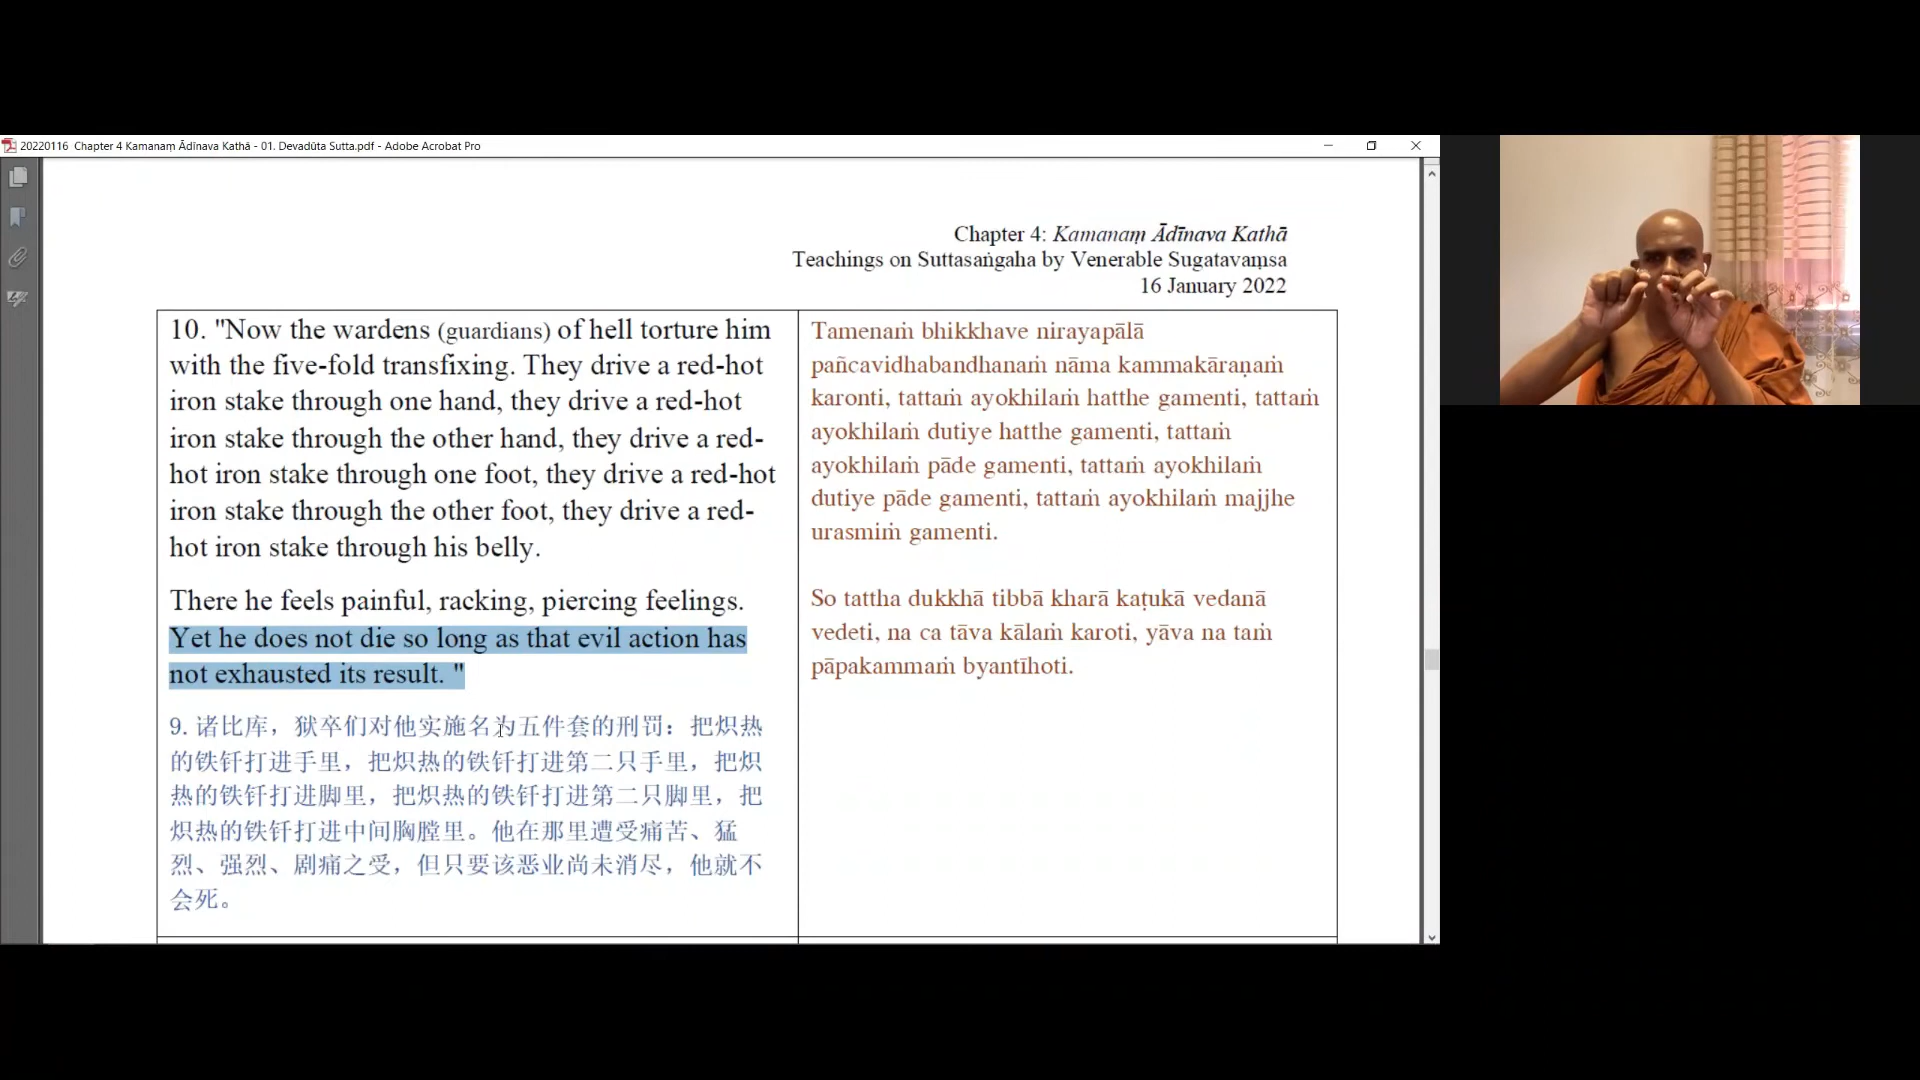 20220116  Chapter 4 Kamanaṃ Ādīnava Kathā - 01. Devadūta Sutta.pdf - Adobe Acrobat Pro
Chapter 4: Kamanaṃ Ādīnava Kathā
Teachings on Suttasaṅgaha by Venerable Sugatavaṃsa
16 January 2022
10. "Now the wardens (guardians) of hell torture him
with the five-fold transfixing. They drive a red-hot
iron stake through one hand, they drive a red-hot
iron stake through the other hand, they drive a red-
hot iron stake through one foot, they drive a red-hot
iron stake through the other foot, they drive a red-
hot iron stake through his belly.
There he feels painful, racking, piercing feelings.
Yet he does not die so long as that evil action has
not exhausted its result. "
9. 诸比库，狱卒们对他实施名为五件套的刑罚：把炽热
的铁钎打进手里，把炽热的铁钎打进第二只手里，把炽
热的铁钎打进脚里，把炽热的铁钎打进第二只脚里，把
炽热的铁钎打进中间胸膛里。他在那里遭受痛苦、猛
烈、强烈、剧痛之受，但只要该恶业尚未消尽，他就不
会死。
Tamenaṁ bhikkhave nirayapālā
pañcavidhabandhanaṁ nāma kammakāraṇaṁ
karonti, tattaṁ ayokhilaṁ hatthe gamenti, tattaṁ
ayokhilaṁ dutiye hatthe gamenti, tattaṁ
ayokhilaṁ pāde gamenti, tattaṁ ayokhilaṁ
dutiye pāde gamenti, tattaṁ ayokhilaṁ majjhe
urasmiṁ gamenti.
So tattha dukkhā tibbā kharā kaṭukā vedanā
vedeti, na ca tāva kālaṁ karoti, yāva na taṁ
pāpakammaṁ byantīhoti.